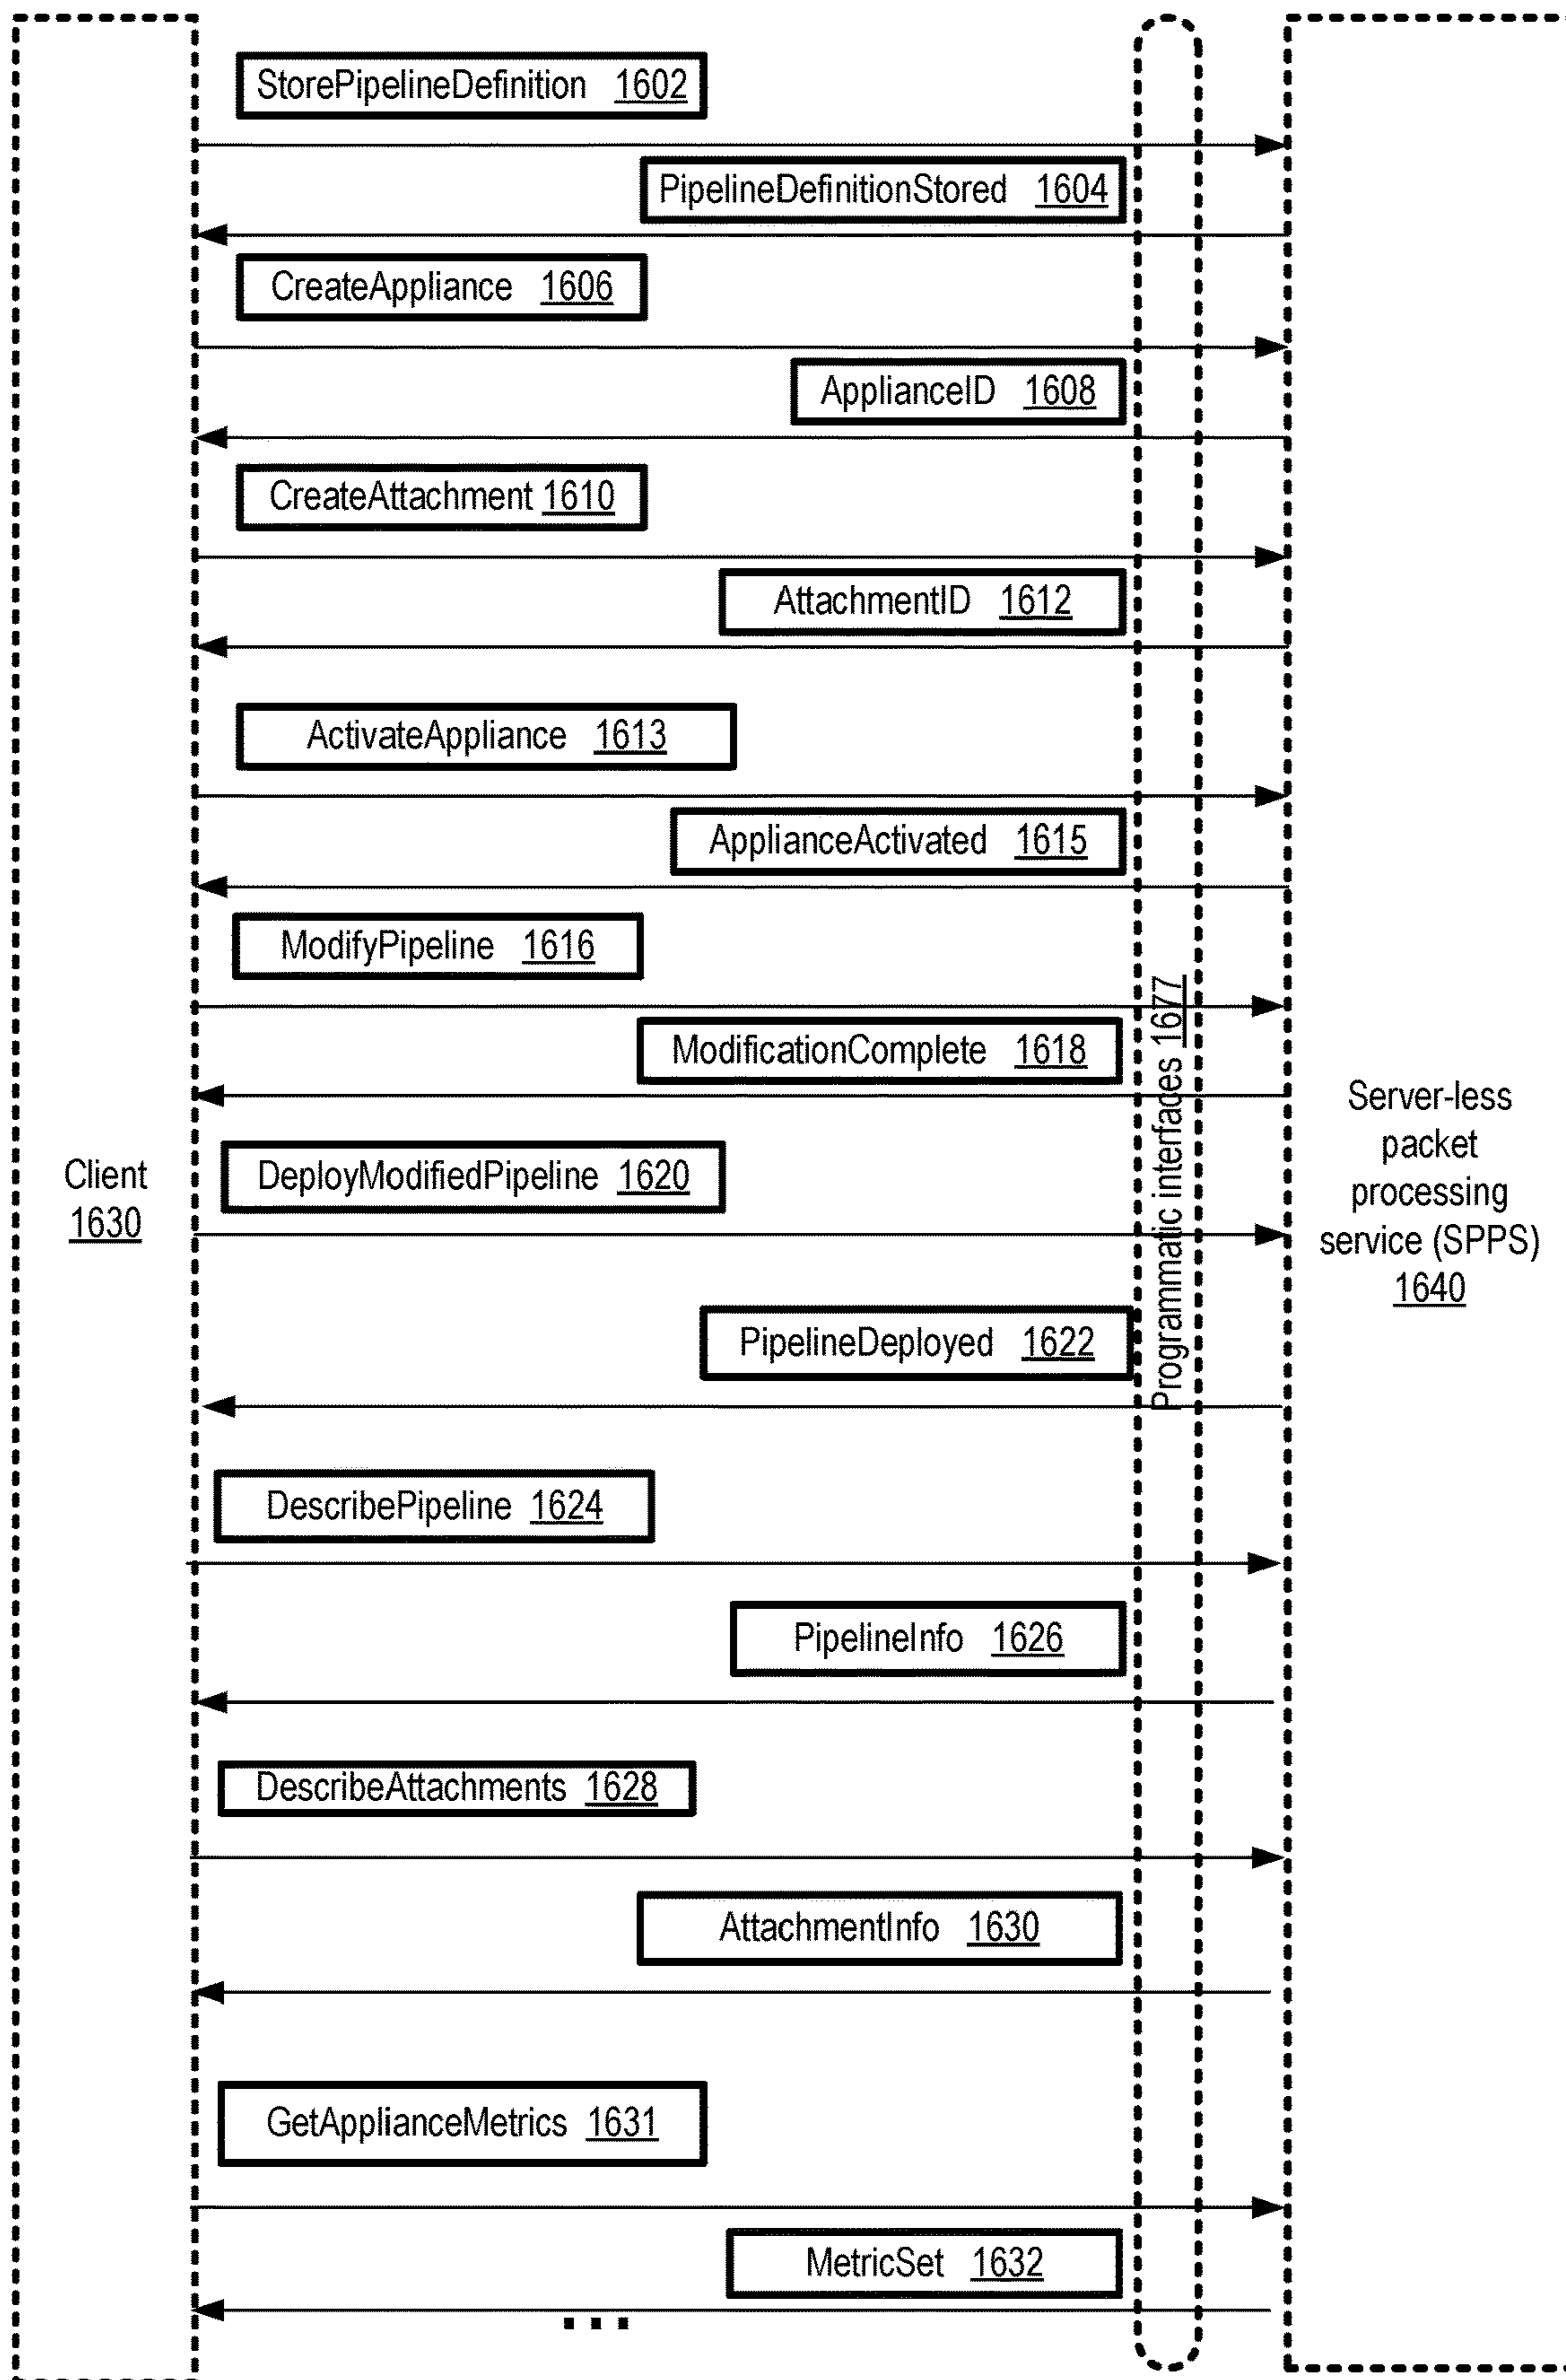 StorePipelineDefinition 1602
PipelineDefinitionStored 1604
CreateAppliance 1606
ApplianceID 1608
CreateAttachment 1610
AttachmentID 1612
ActivateAppliance 1613
ApplianceActivated 1615
ModifyPipeline 1616
ModificationComplete 1618
DeployModifiedPipeline 1620
PipelineDeployed 1622
DescribePipeline 1624
PipelineInfo 1626
DescribeAttachments 1628
AttachmentInfo 1630
GetApplianceMetrics 1631
MetricSet 1632
...
Client
1630
Programmatic interfaces 1677
Server-less
packet
processing
service (SPPS)
1640